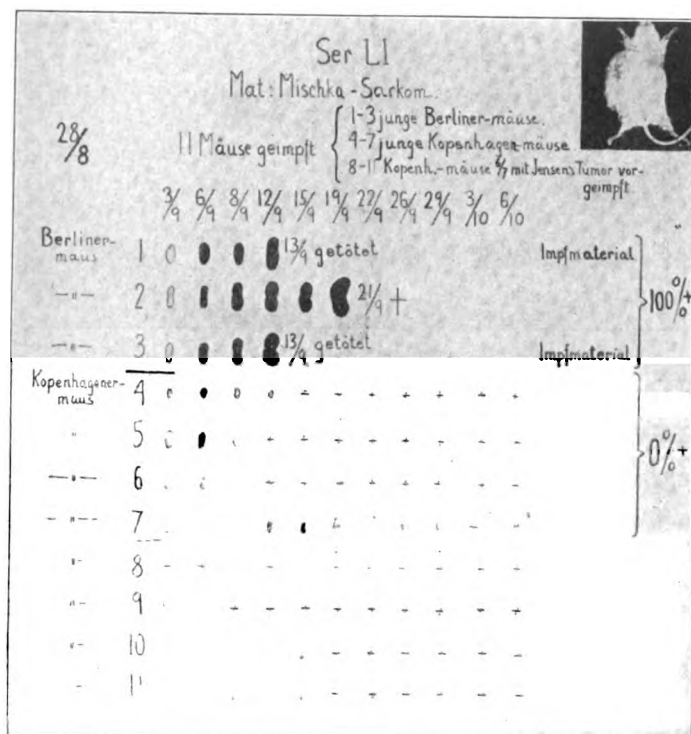 Ser LI
Mat: Mischka-Sarkom.
28/8
11 Mäuse geimpft
1-3 junge Berliner-mäuse.
4-7 junge Kopenhagen-mäuse
8-11 Kopenh.-mäuse mit Jensens Tumor vor-
geimpft
3/9 6/9 8/9 12/9 15/9 19/9 22/9 26/9 29/9 3/10 6/10
Berliner-
maus 1 0 13/9 getötet Impfmaterial
-"- 2 0 21/9 +
100% +
-"- 3 0 13/9 getötet Impfmaterial
Kopenhagener-
maus 4
" 5
0% +
-"- 6
-"- 7
"- 8
"- 9
"- 10
- 11